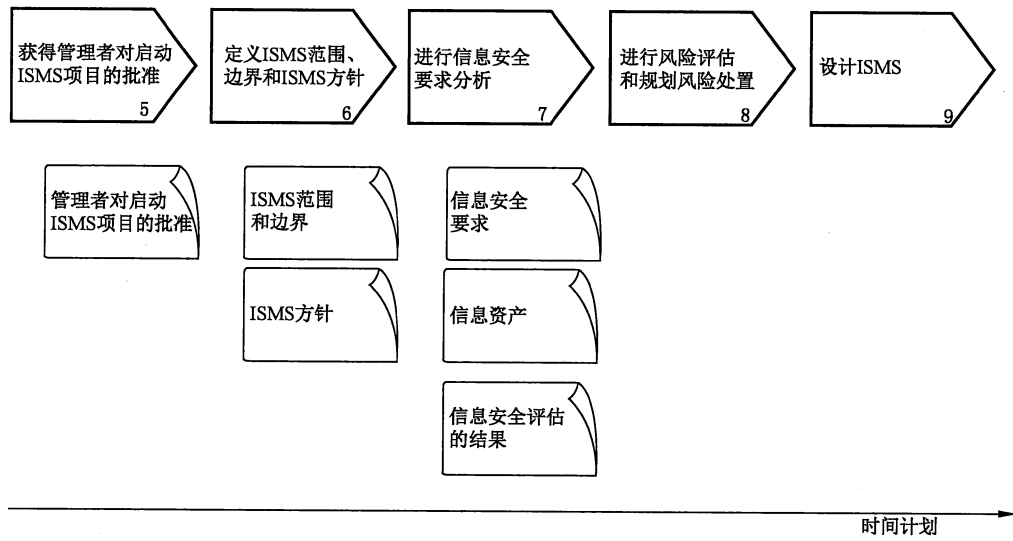 获得管理者对启动
ISMS项目的批准
5
定义ISMS范围、
边界和ISMS方针
6
进行信息安全
要求分析
7
进行风险评估
和规划风险处置
8
设计ISMS
9
管理者对启动
ISMS项目的批准
ISMS范围
和边界
ISMS方针
信息安全
要求
信息资产
信息安全评估
的结果
时间计划